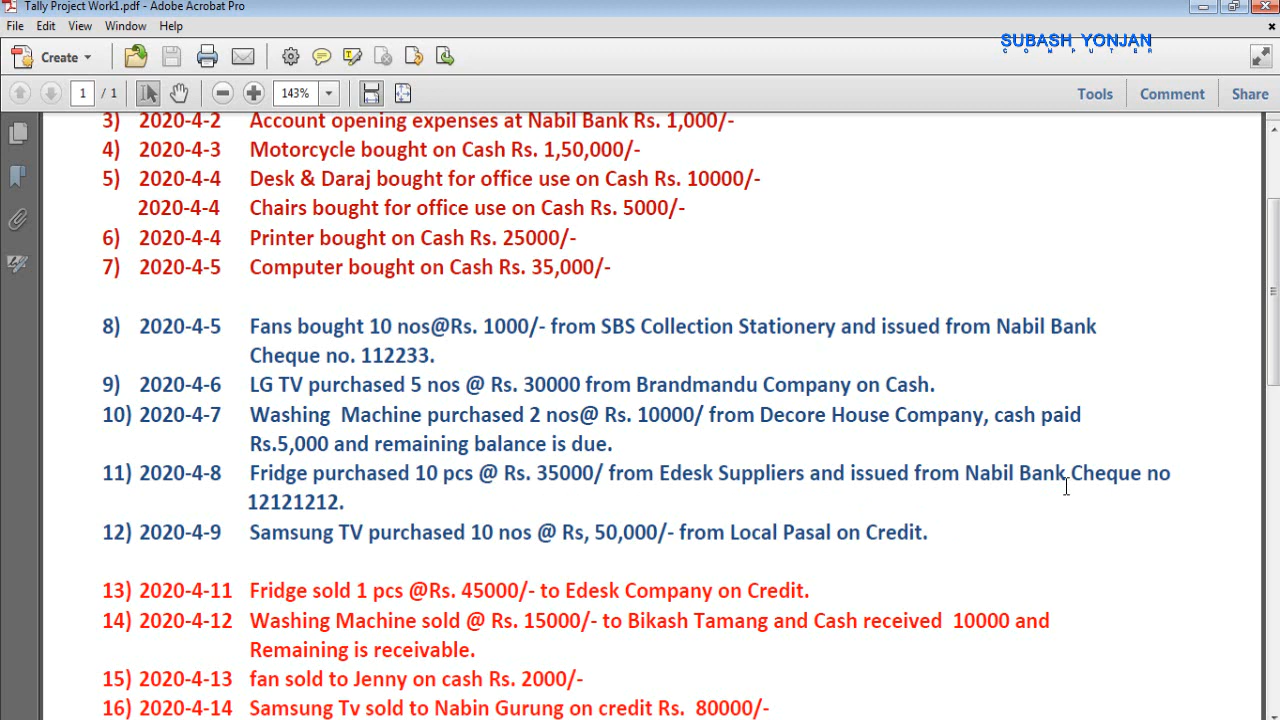 Tally Project Work1.pdf - Adobe Acrobat Pro
File Edit View Window Help
SUBASH YONJAN
COMPUTER
Create
1 / 1 143% Tools Comment Share
3) 2020-4-2 Account opening expenses at Nabil Bank Rs. 1,000/-
4) 2020-4-3 Motorcycle bought on Cash Rs. 1,50,000/-
5) 2020-4-4 Desk & Daraj bought for office use on Cash Rs. 10000/-
2020-4-4 Chairs bought for office use on Cash Rs. 5000/-
6) 2020-4-4 Printer bought on Cash Rs. 25000/-
7) 2020-4-5 Computer bought on Cash Rs. 35,000/-
8) 2020-4-5 Fans bought 10 nos@Rs. 1000/- from SBS Collection Stationery and issued from Nabil Bank
Cheque no. 112233.
9) 2020-4-6 LG TV purchased 5 nos @ Rs. 30000 from Brandmandu Company on Cash.
10) 2020-4-7 Washing Machine purchased 2 nos@ Rs. 10000/ from Decore House Company, cash paid
Rs.5,000 and remaining balance is due.
11) 2020-4-8 Fridge purchased 10 pcs @ Rs. 35000/ from Edesk Suppliers and issued from Nabil Bank Cheque no
12121212.
12) 2020-4-9 Samsung TV purchased 10 nos @ Rs, 50,000/- from Local Pasal on Credit.
13) 2020-4-11 Fridge sold 1 pcs @Rs. 45000/- to Edesk Company on Credit.
14) 2020-4-12 Washing Machine sold @ Rs. 15000/- to Bikash Tamang and Cash received 10000 and
Remaining is receivable.
15) 2020-4-13 fan sold to Jenny on cash Rs. 2000/-
16) 2020-4-14 Samsung Tv sold to Nabin Gurung on credit Rs. 80000/-